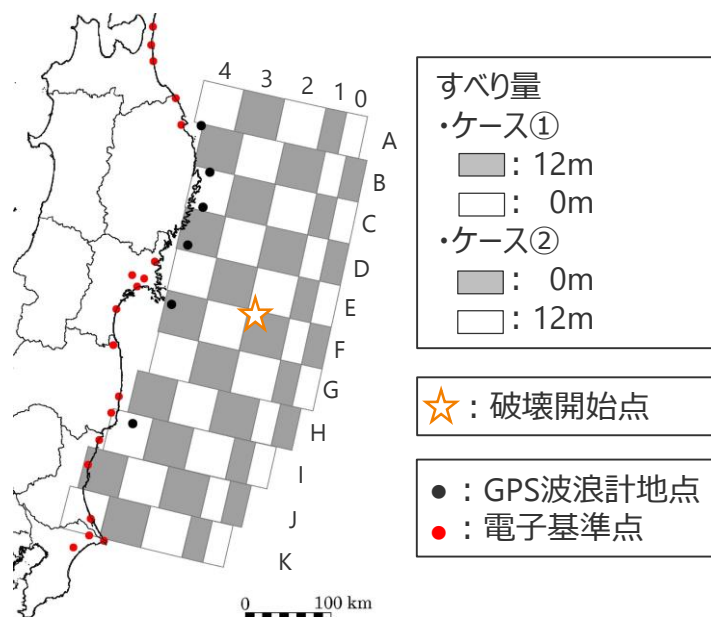 4 3 2 1 0
A
B
C
D
E
F
G
H
I
J
K
0 100 km
すべり量
・ケース①
: 12m
: 0m
・ケース②
: 0m
: 12m
: 破壊開始点
: GPS波浪計地点
: 電子基準点